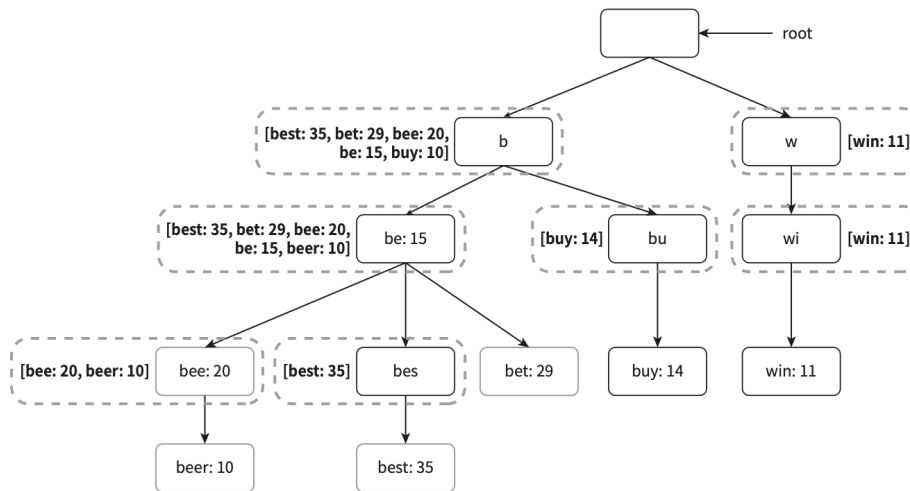 root
[best: 35, bet: 29, bee: 20,
be: 15, buy: 10]
b
w
[win: 11]
[best: 35, bet: 29, bee: 20,
be: 15, beer: 10]
be: 15
[buy: 14]
bu
wi
[win: 11]
[bee: 20, beer: 10]
bee: 20
[best: 35]
bes
bet: 29
buy: 14
win: 11
beer: 10
best: 35